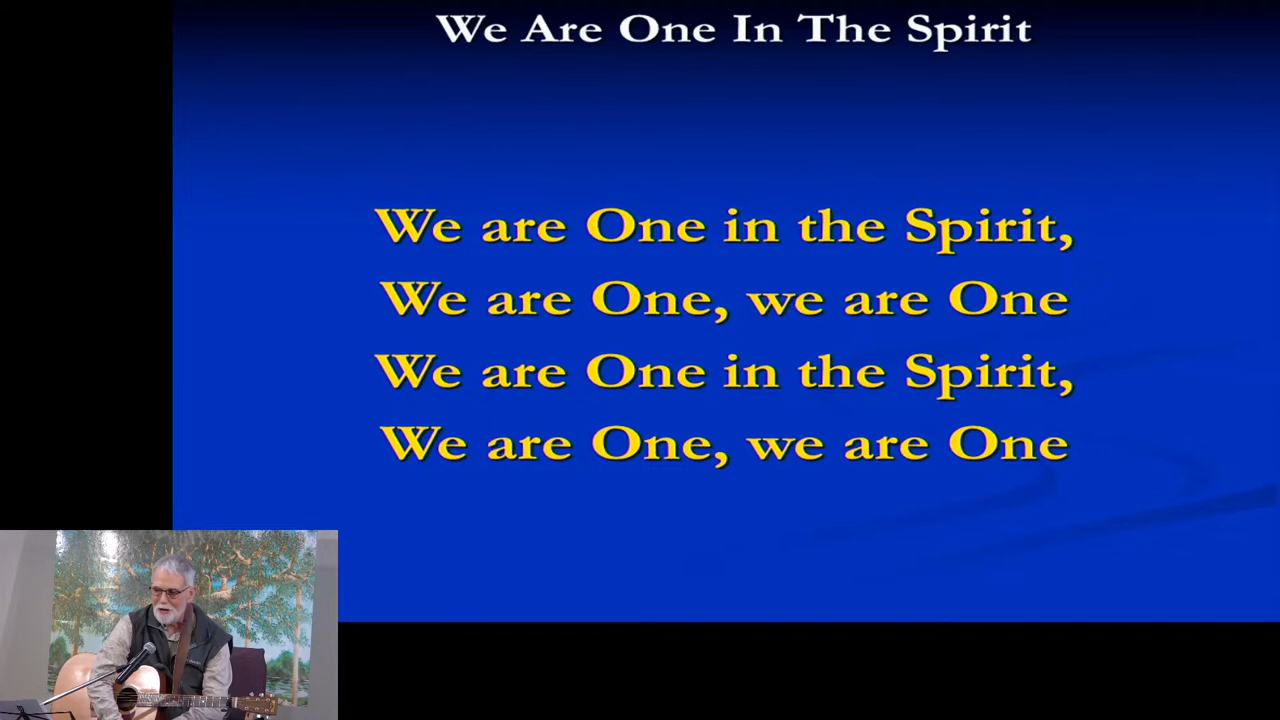 We Are One In The Spirit
We are One in the Spirit,
We are One, we are One
We are One in the Spirit,
We are One, we are One